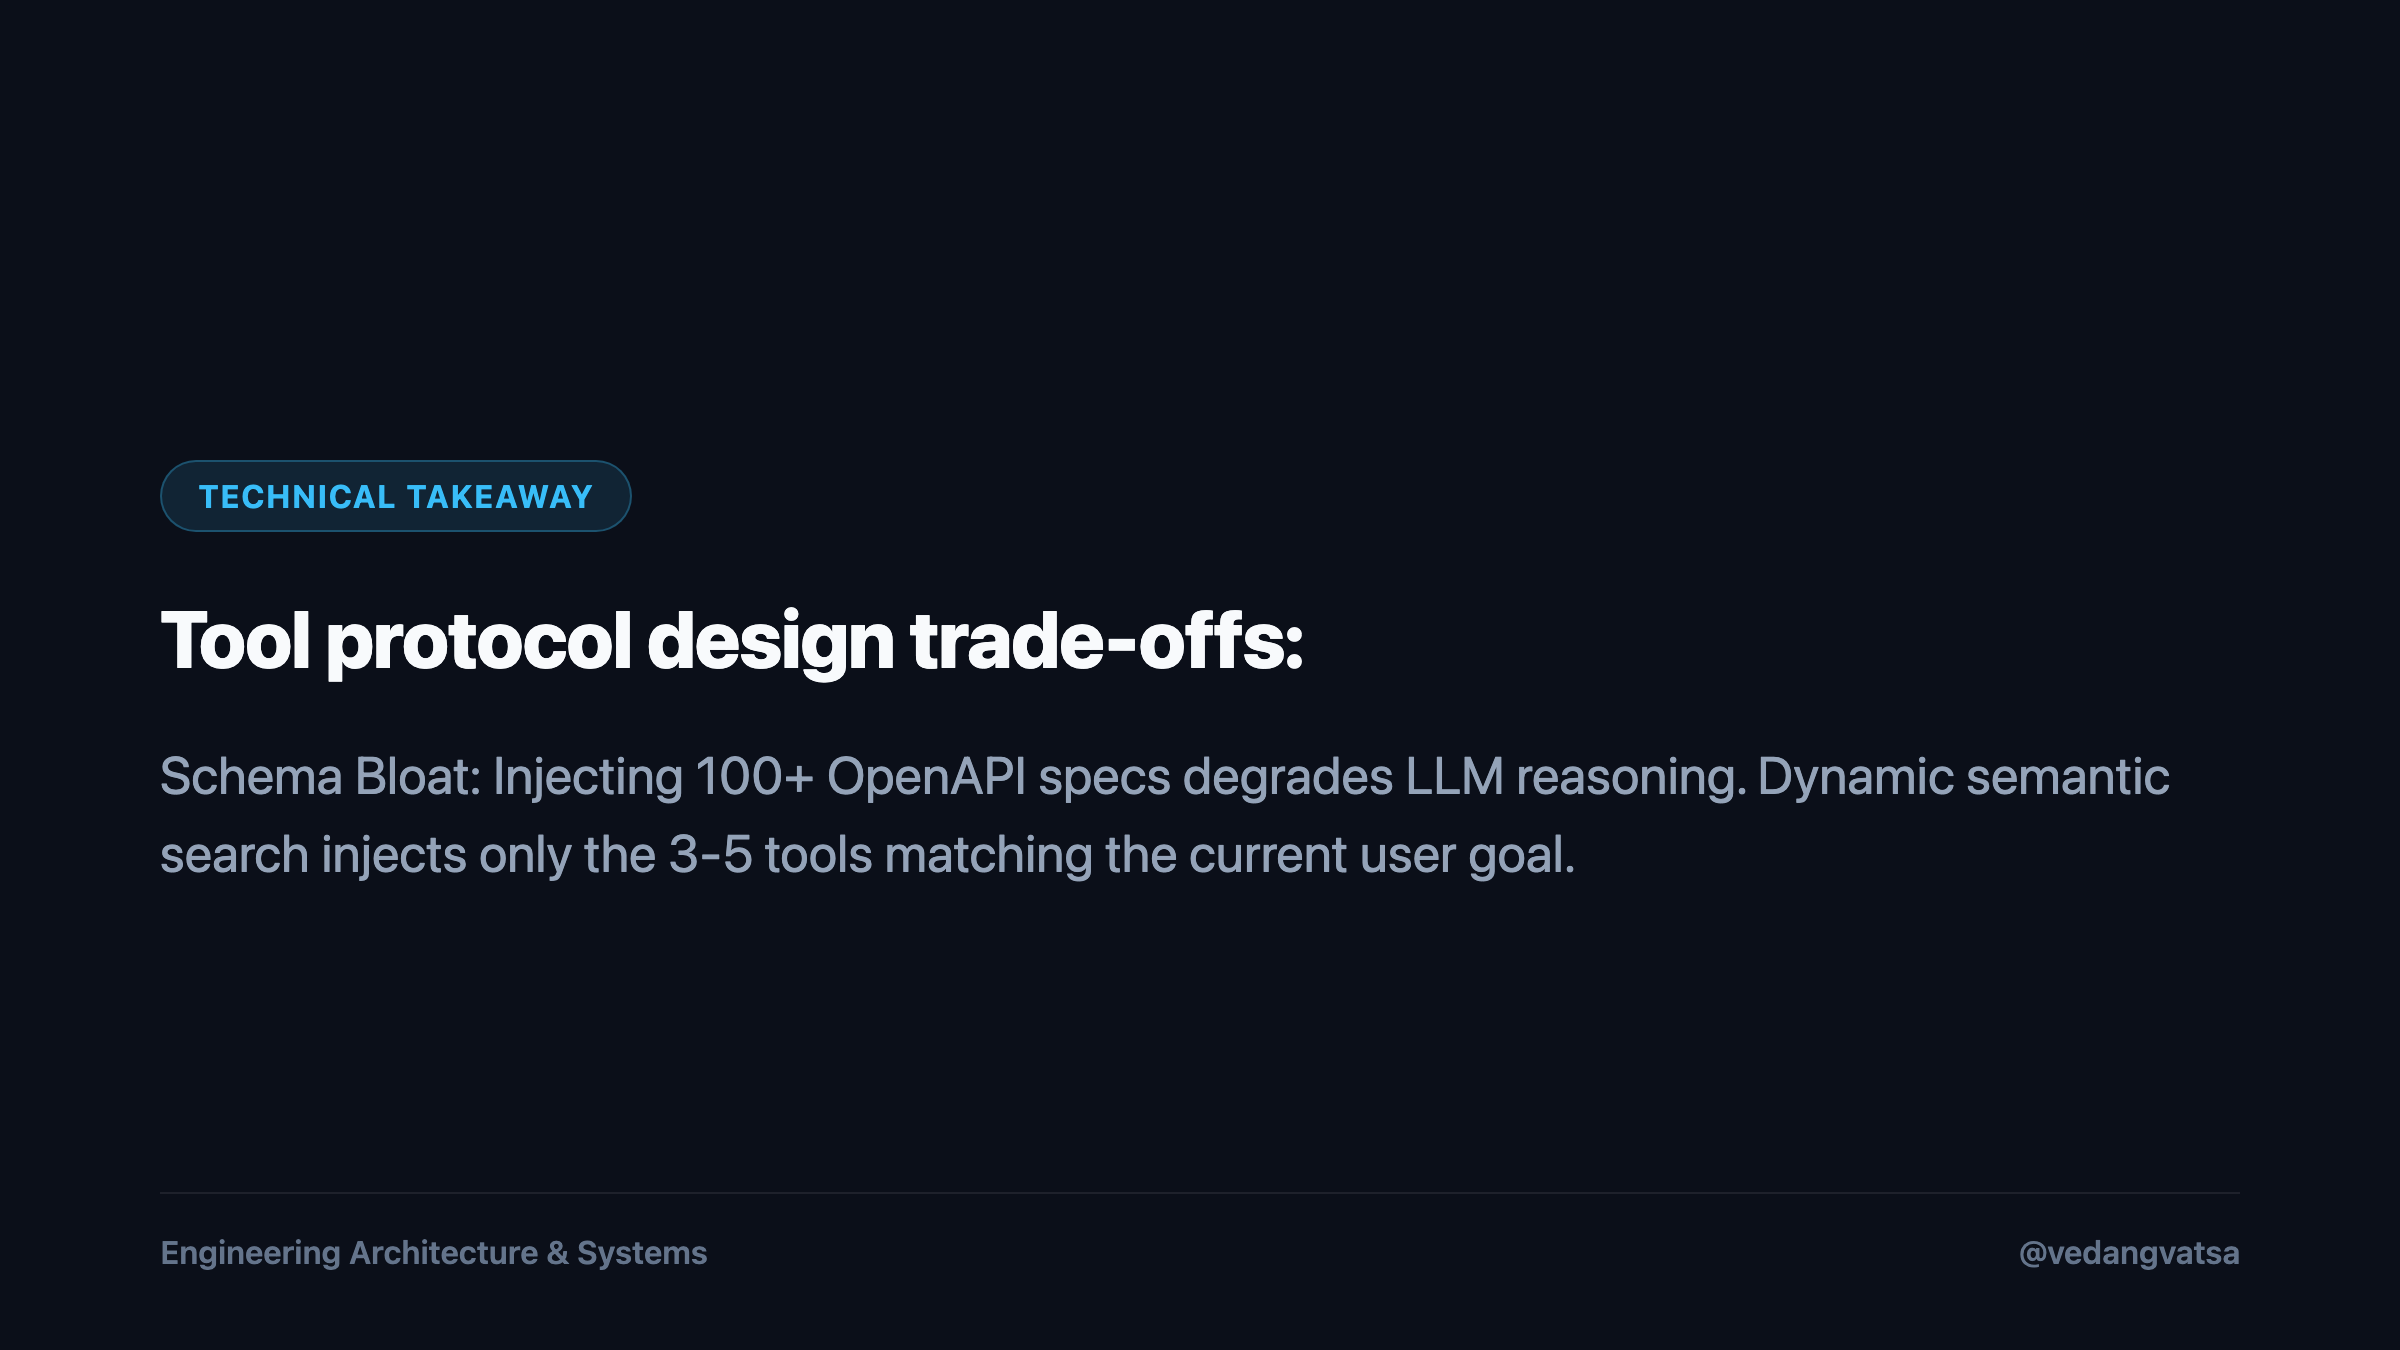 TECHNICAL TAKEAWAY
Tool protocol design trade-offs:
Schema Bloat: Injecting 100+ OpenAPI specs degrades LLM reasoning. Dynamic semantic
search injects only the 3-5 tools matching the current user goal.
Engineering Architecture & Systems
@vedangvatsa